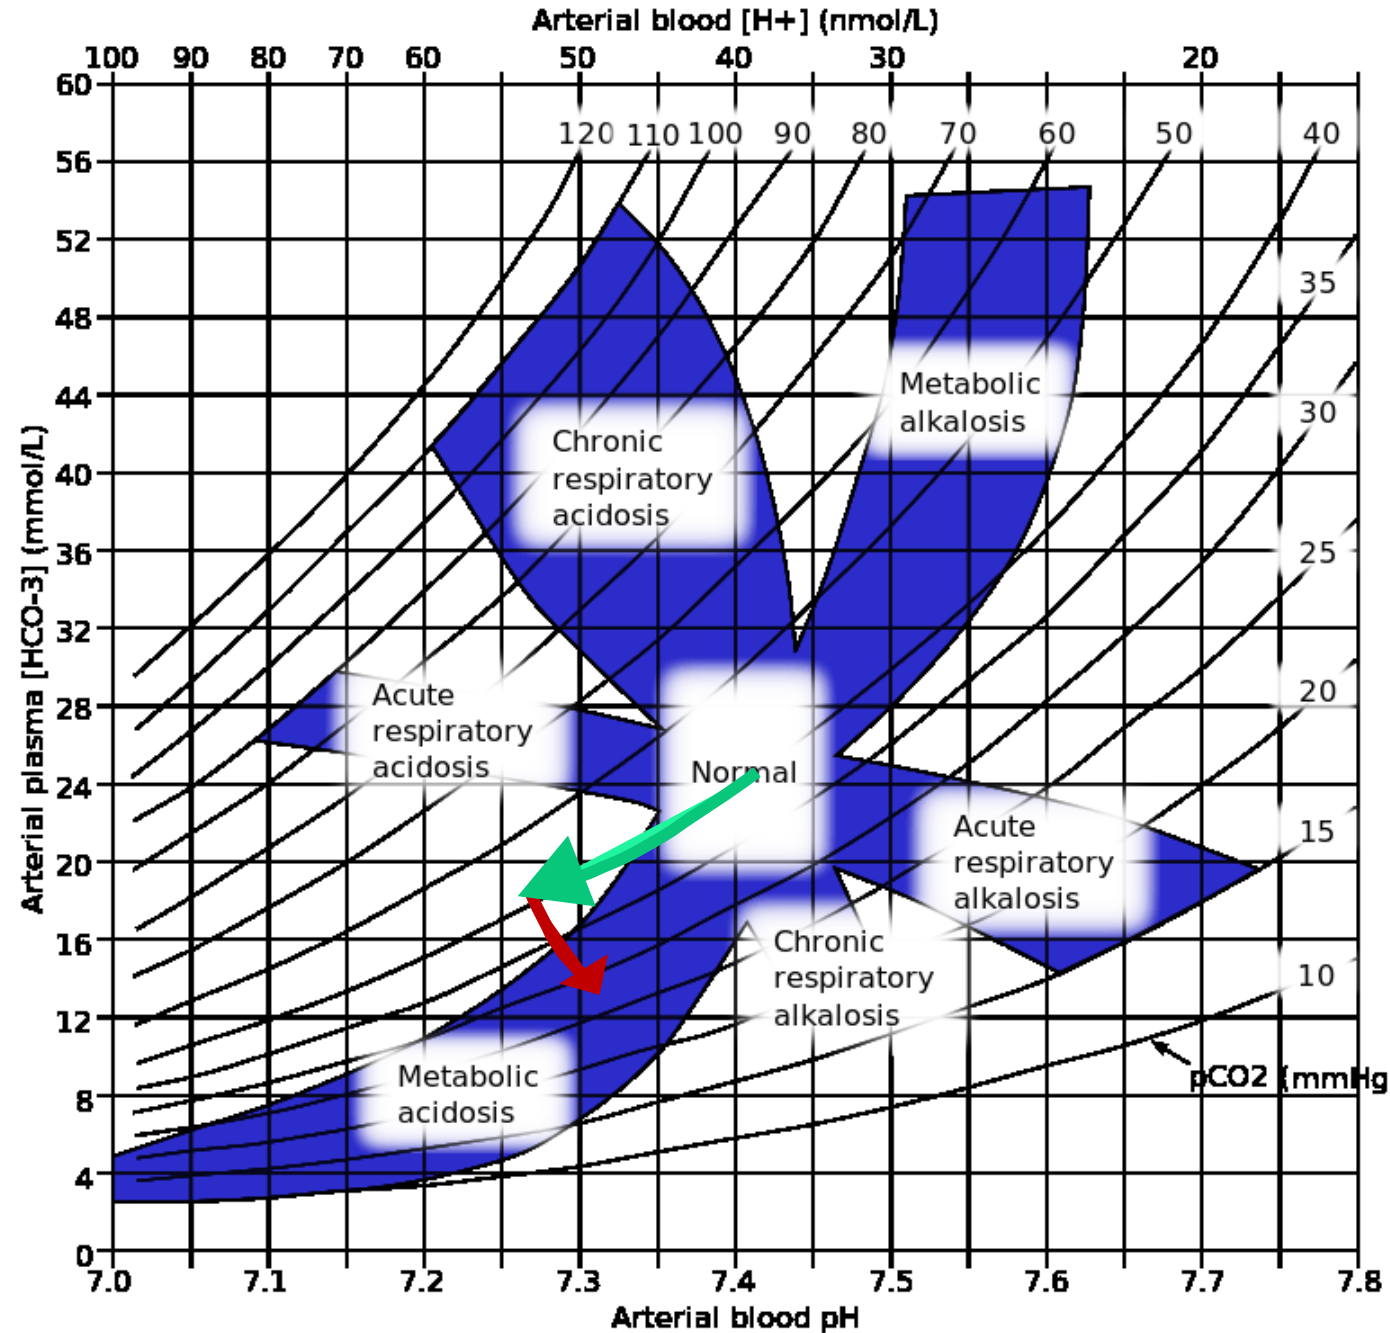 Arterial blood [H+] (nmol/L)
100 90 80 70 60 50 40 30 20
60
120 110 100 90 80 70 60 50 40
56
52
35
48
Metabolic
alkalosis
44
30
Chronic
respiratory
acidosis
40
36
25
32
Acute
respiratory
acidosis
28
20
Normal
24
Acute
respiratory
alkalosis
15
20
16
Chronic
respiratory
alkalosis
10
12
Metabolic
acidosis
pCO2 (mmHg
8
4
0
Arterial plasma [HCO-3] (mmol/L)
7.0 7.1 7.2 7.3 7.4 7.5 7.6 7.7 7.8
Arterial blood pH